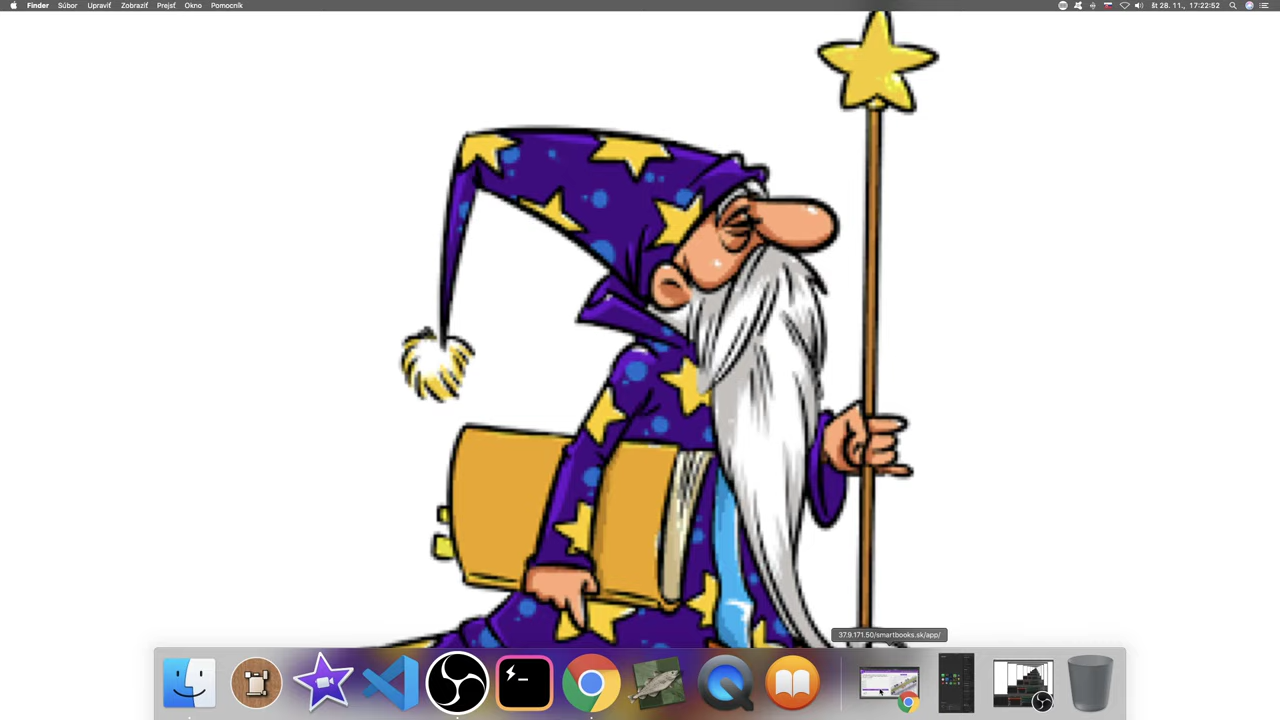 Finder Súbor Upraviť Zobraziť Prejsť Okno Pomocník
št 28. 11., 17:22:52
37.9.171.50/smartbooks.sk/app/